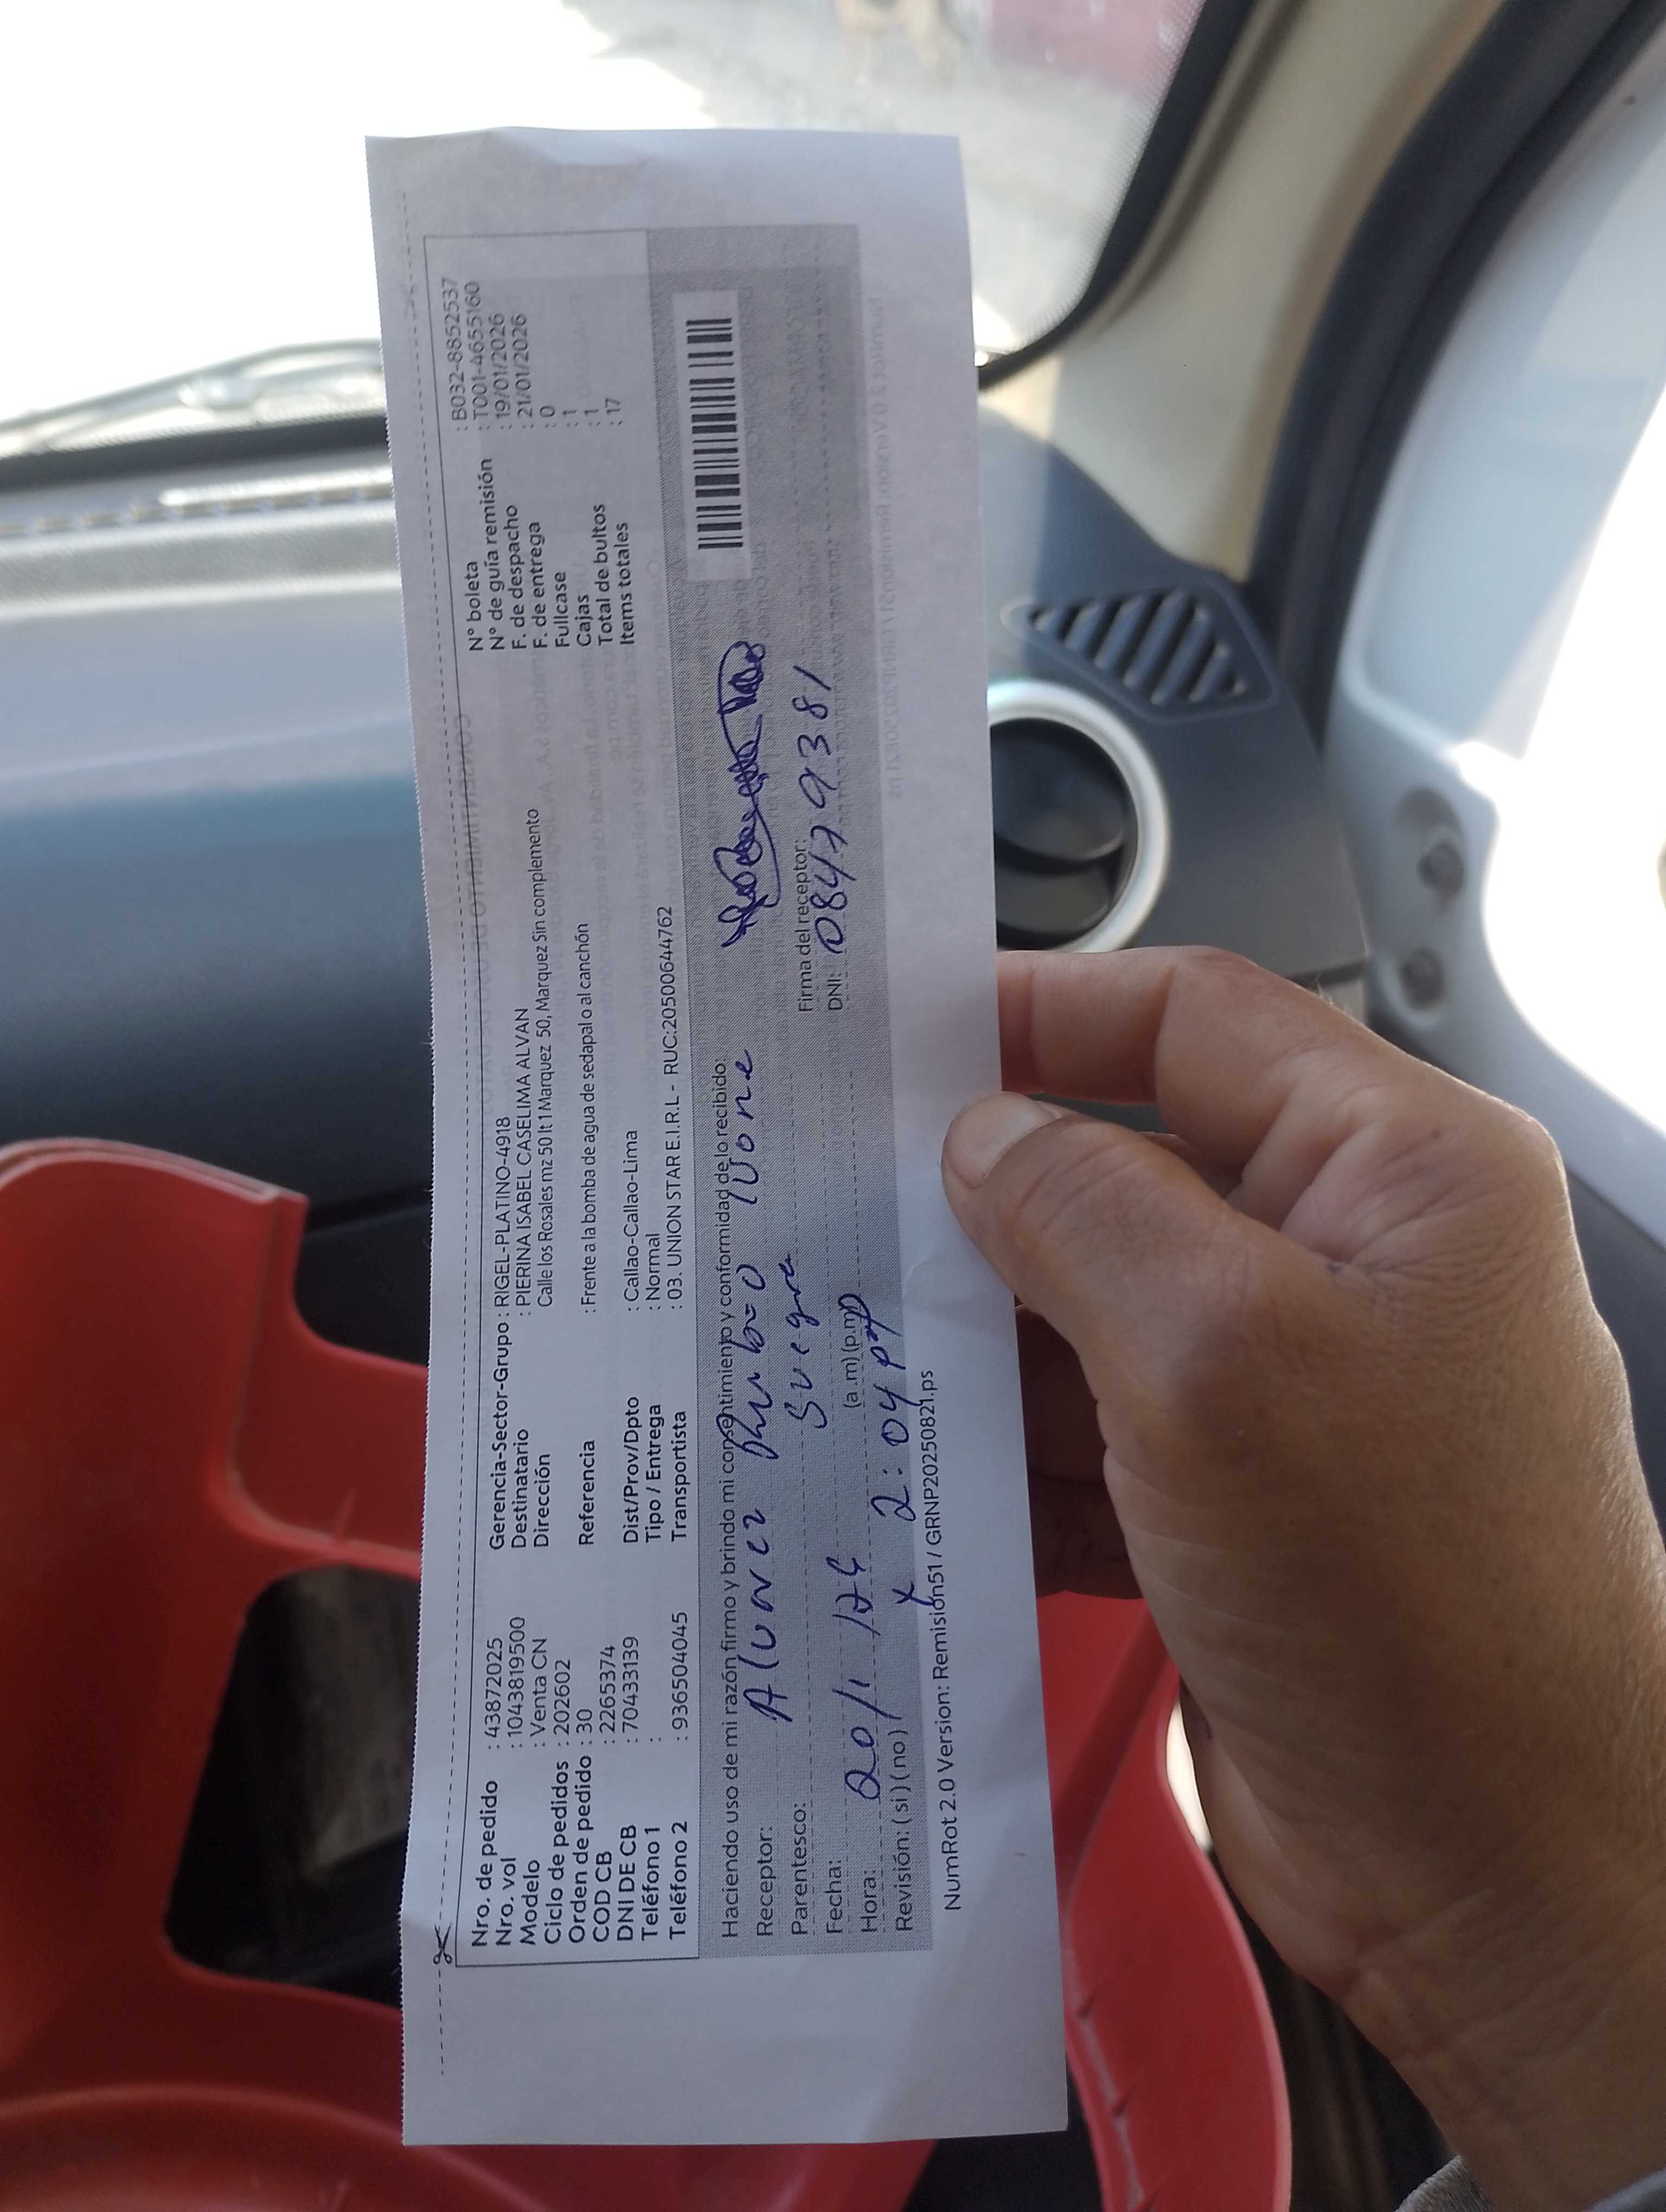 Nro. de pedido : 43872025
Nro. vol : 1043819500
Modelo : Venta CN
Ciclo de pedidos : 202602
Orden de pedido : 30
COD CB : 22655374
DNI DE CB : 70433139
Teléfono 1 :
Teléfono 2 : 936504045
Gerencia-Sector-Grupo : RIGEL-PLATINO-4918
Destinatario : PIERINA ISABEL CASELIMA ALVAN
Dirección Calle los Rosales mz 50 lt 1 Marquez 50, Marquez Sin complemento
Referencia : Frente a la bomba de agua de sedapal o al canchón
Dist/Prov/Dpto : Callao-Callao-Lima
Tipo / Entrega : Normal
Transportista : 03. UNION STAR E.I.R.L - RUC:20500644762
N° boleta : B032-8852537
N° de guía remisión : T001-4655160
F. de despacho : 19/01/2026
F. de entrega : 21/01/2026
Fullcase : 0
Cajas : 1
Total de bultos : 1
Items totales : 17
Haciendo uso de mi razón firmo y brindo mi consentimiento y conformidad de lo recibido:
Receptor:
Parentesco: Suegra
Fecha: 20/1
Hora: 2:04 pm (a.m) (p.m)
Revisión: ( si ) ( no ) x
Firma del receptor:
DNI: 08479381
NumRot 2.0 Version: Remisión51 / GRNP20250821.ps